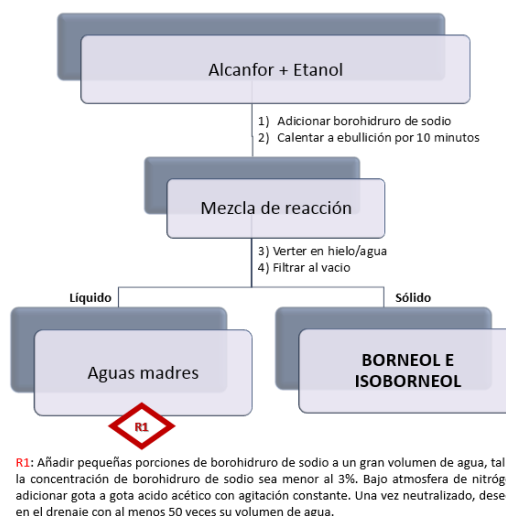 Alcanfor + Etanol
1) Adicionar borohidruro de sodio
2) Calentar a ebullición por 10 minutos
Mezcla de reacción
3) Verter en hielo/agua
4) Filtrar al vacio
Líquido
Sólido
Aguas madres
BORNEOL E
ISOBORNEOL
R1
R1: Añadir pequeñas porciones de borohidruro de sodio a un gran volumen de agua, tal
la concentración de borohidruro de sodio sea menor al 3%. Bajo atmosfera de nitróg
adicionar gota a gota acido acético con agitación constante. Una vez neutralizado, dese
en el drenaje con al menos 50 veces su volumen de agua.